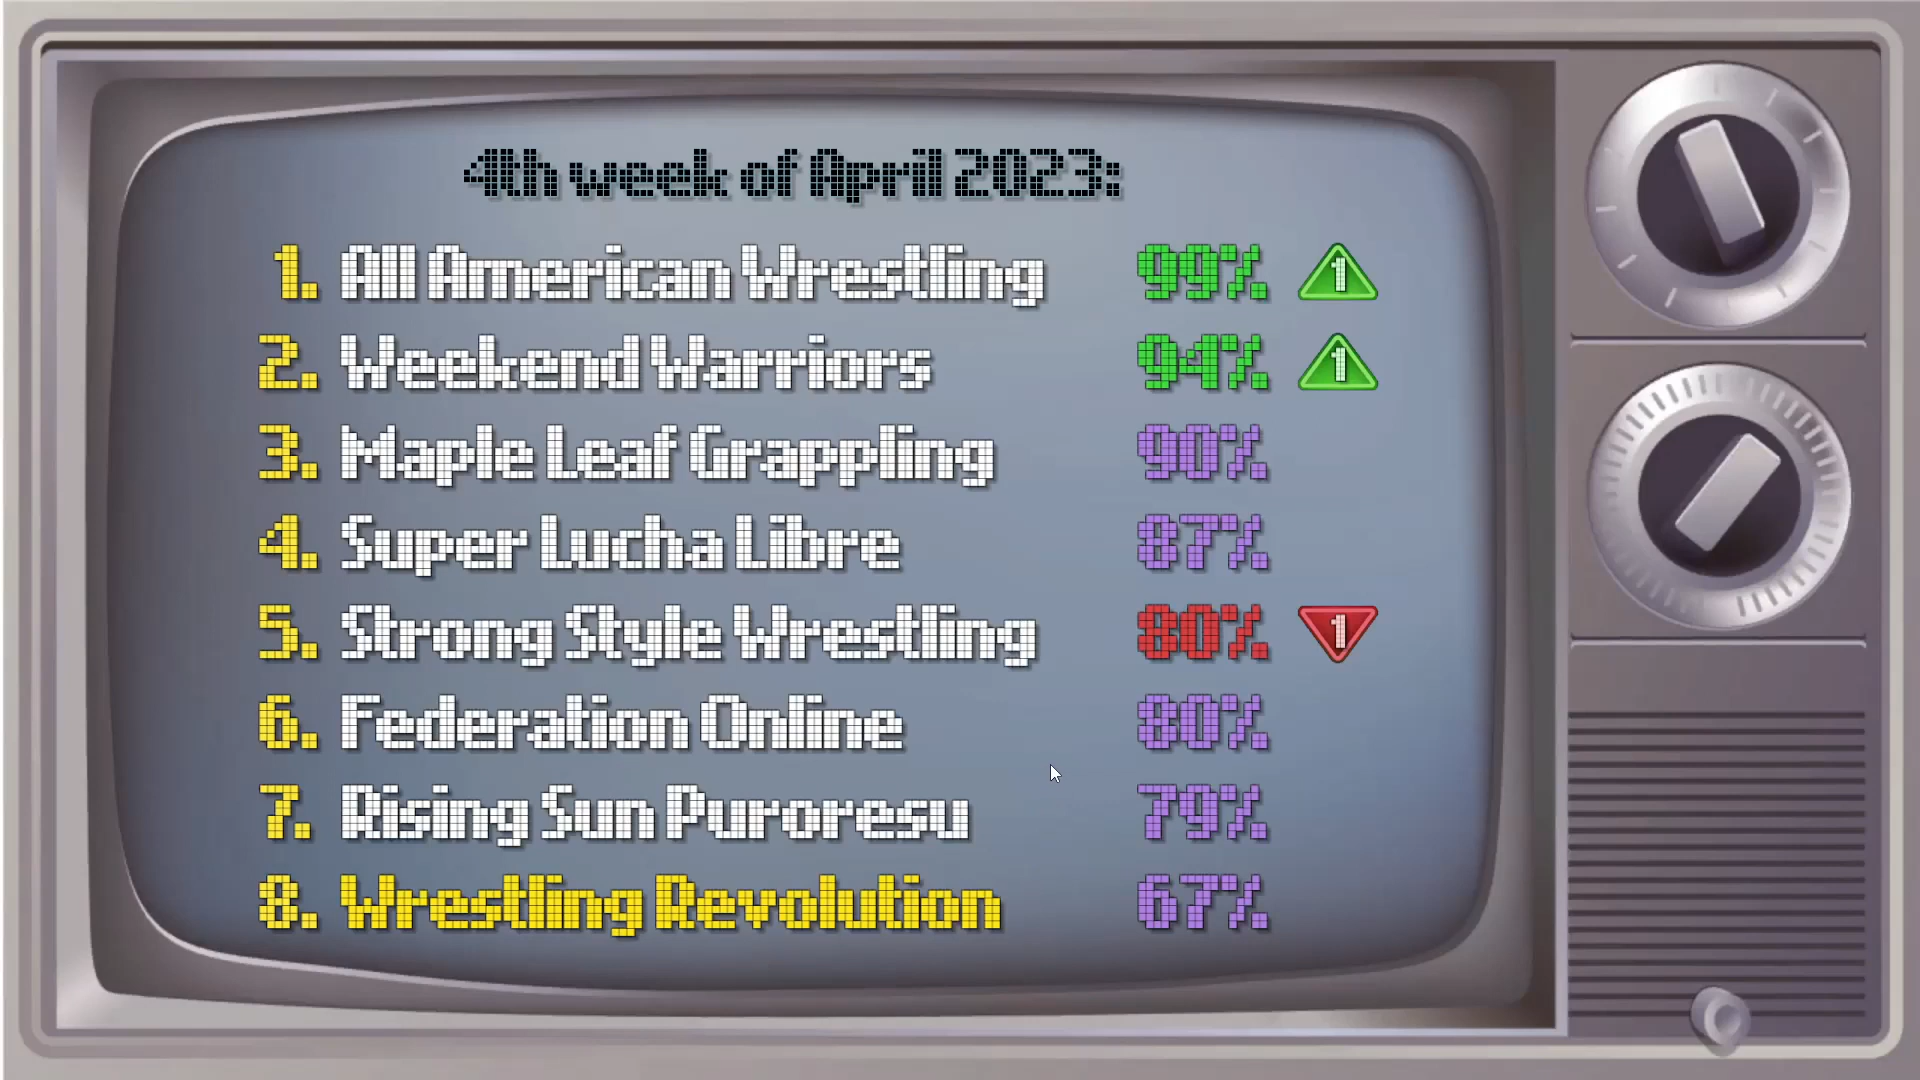 4th week of April 2023:
1. All American Wrestling 99% 1
2. Weekend Warriors 94% 1
3. Maple Leaf Grappling 90%
4. Super Lucha Libre 87%
5. Strong Style Wrestling 80% 1
6. Federation Online 80%
7. Rising Sun Puroresu 79%
8. Wrestling Revolution 67%